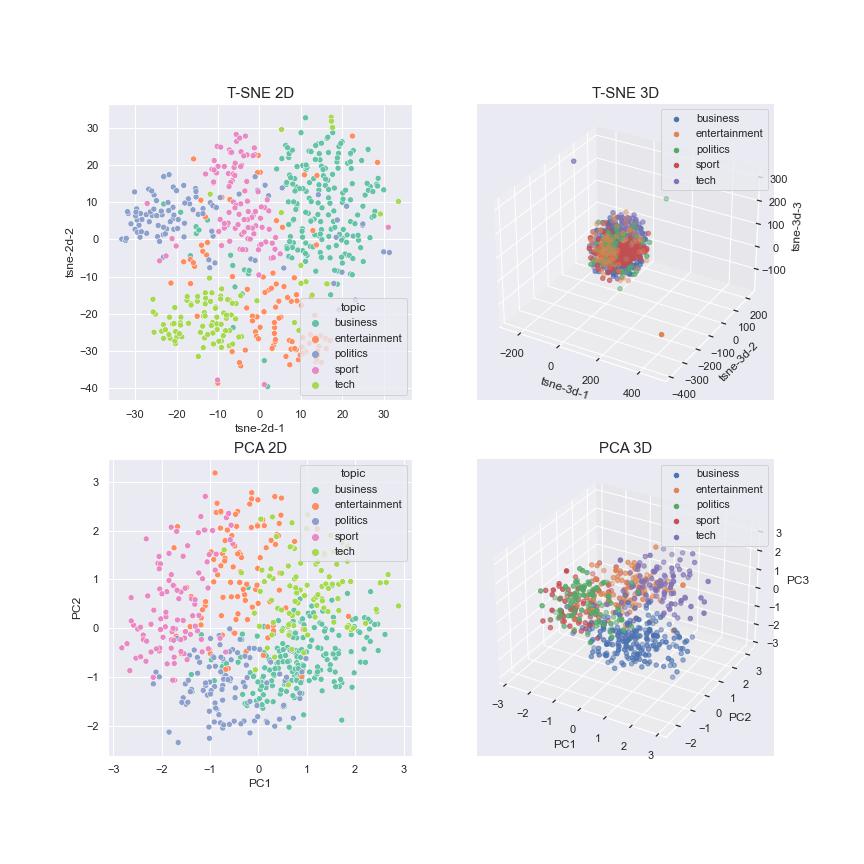 T-SNE 2D
30
20
10
0
−10
−20
−30
−40
tsne-2d-2
−30 −20 −10 0 10 20 30
tsne-2d-1
topic
business
entertainment
politics
sport
tech
T-SNE 3D
business
entertainment
politics
sport
tech
300
200
100
0
−100
tsne-3d-3
200
100
0
−100
−200
−300
−400
tsne-3d-2
−200 0 200 400
tsne-3d-1
PCA 2D
3
2
1
0
−1
−2
PC2
−3 −2 −1 0 1 2 3
PC1
topic
business
entertainment
politics
sport
tech
PCA 3D
business
entertainment
politics
sport
tech
3
2
1
0
−1
−2
−3
PC3
3
2
1
0
−1
−2
PC2
−3 −2 −1 0 1 2 3
PC1